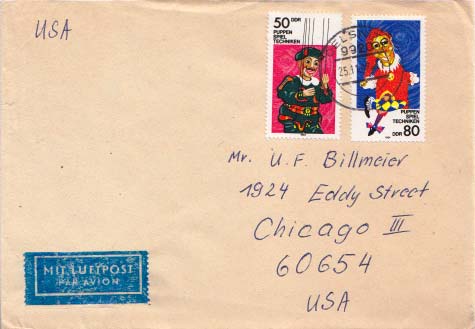 USA
50 DDR
PUPPEN
SPIEL
TECHNIKEN
PUPPEN
SPIEL
TECHNIKEN
DDR 80
Mr. U.F. Billmeier
1924 Eddy Street
Chicago III
60654
USA
MIT LUFTPOST
PAR AVION